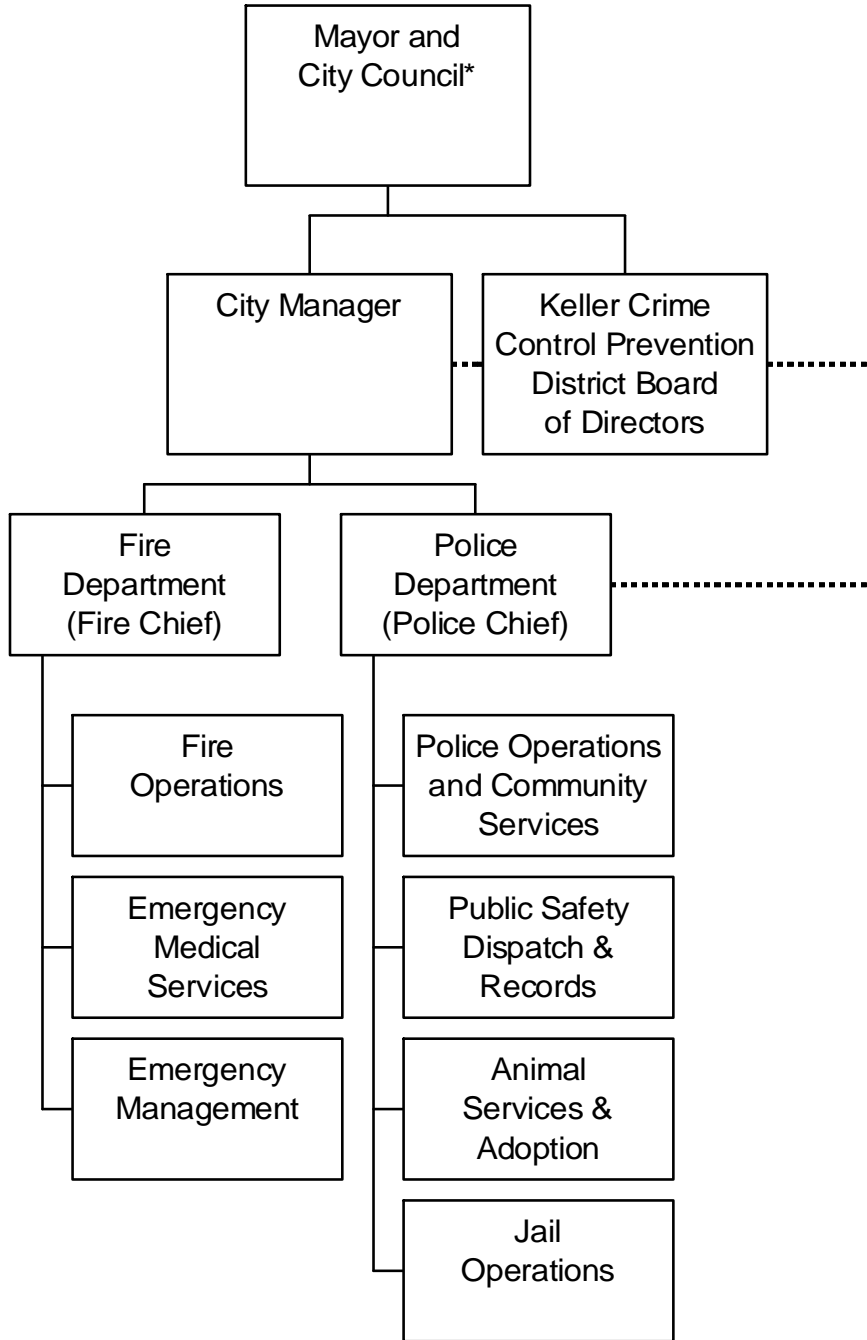 Mayor and
City Council*
City Manager
Keller Crime
Control Prevention
District Board
of Directors
Fire
Department
(Fire Chief)
Police
Department
(Police Chief)
Fire
Operations
Emergency
Medical
Services
Emergency
Management
Police Operations
and Community
Services
Public Safety
Dispatch &
Records
Animal
Services &
Adoption
Jail
Operations